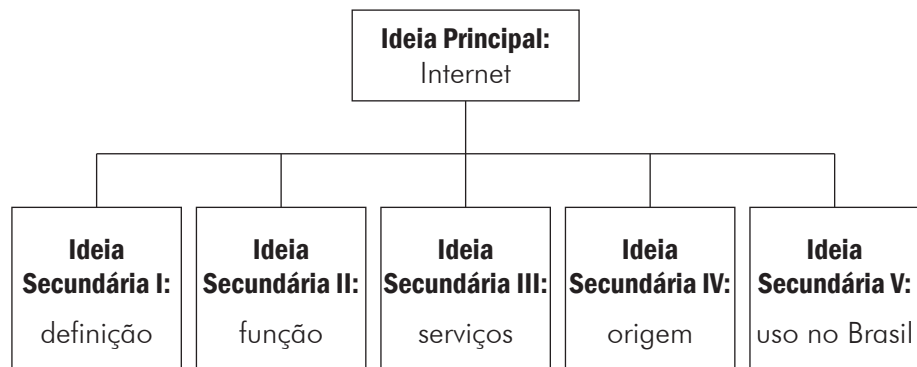 Ideia Principal:
Internet
Ideia
Secundária I:
definição
Ideia
Secundária II:
função
Ideia
Secundária III:
serviços
Ideia
Secundária IV:
origem
Ideia
Secundária V:
uso no Brasil